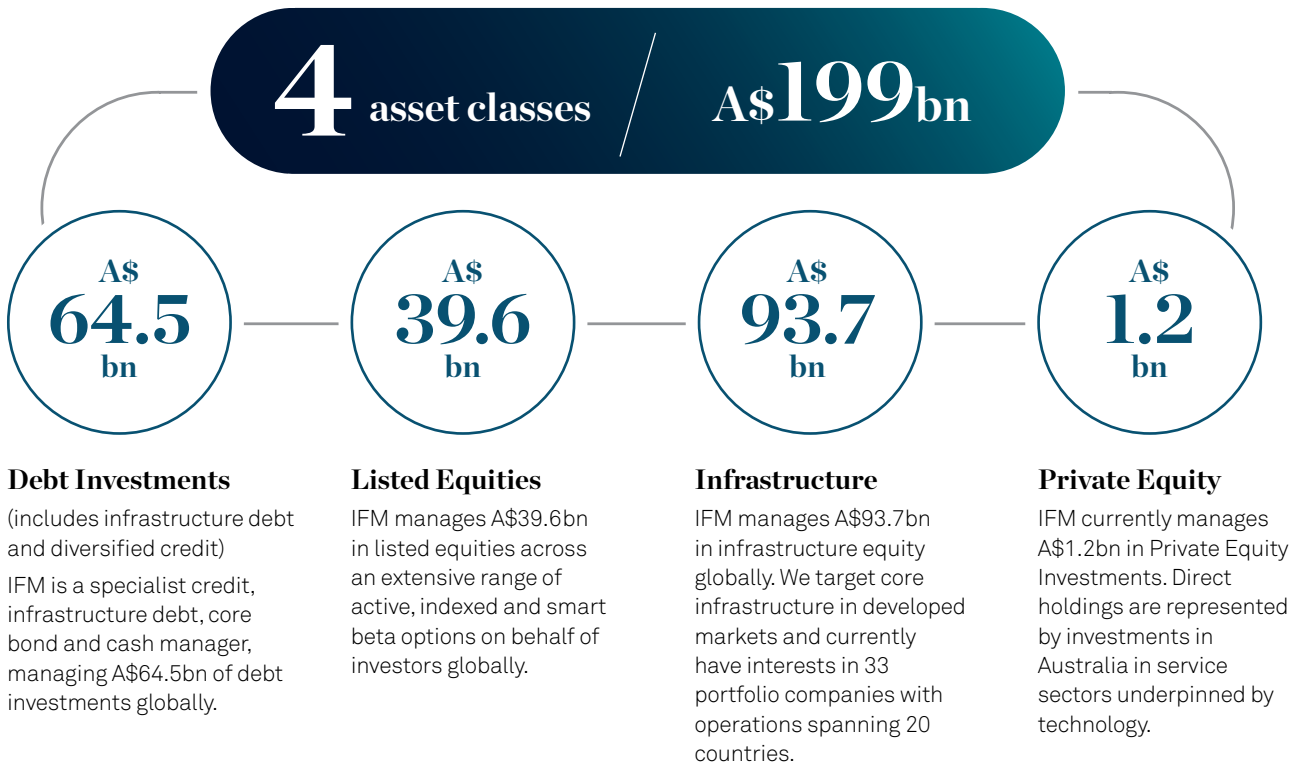 4 asset classes
A$199bn
A$
64.5
bn
A$
39.6
bn
A$
93.7
bn
A$
1.2
bn
Debt Investments
(includes infrastructure debt
and diversified credit)
IFM is a specialist credit,
infrastructure debt, core
bond and cash manager,
managing A$64.5bn of debt
investments globally.
Listed Equities
IFM manages A$39.6bn
in listed equities across
an extensive range of
active, indexed and smart
beta options on behalf of
investors globally.
Infrastructure
IFM manages A$93.7bn
in infrastructure equity
globally. We target core
infrastructure in developed
markets and currently
have interests in 33
portfolio companies with
operations spanning 20
countries.
Private Equity
IFM currently manages
A$1.2bn in Private Equity
Investments. Direct
holdings are represented
by investments in
Australia in service
sectors underpinned by
technology.